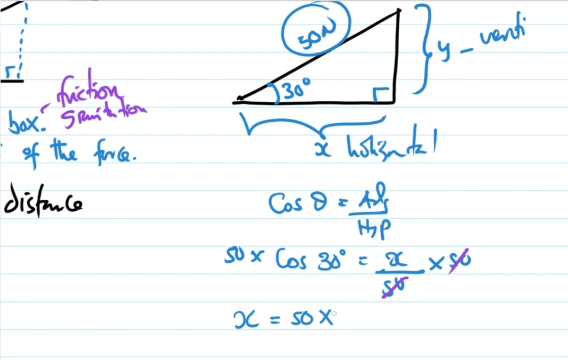 50N
y - verti
30°
friction
gravitation
box.
x horizontal
of the force.
distance
Cos θ = Adj / Hyp
50 × Cos 30° = x / 50 × 50
x = 50 ×